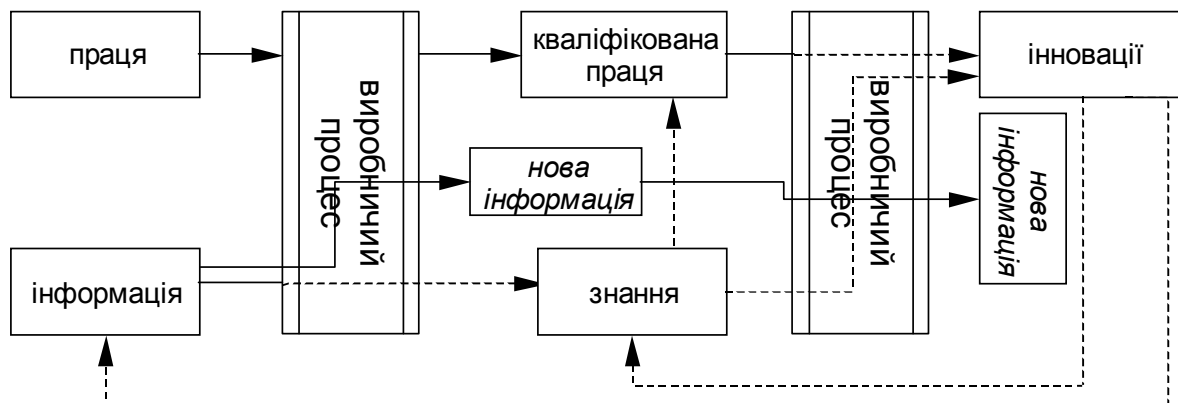 праця
виробничий
процес
кваліфікована
праця
виробничий
процес
інновації
нова
інформація
нова
інформація
інформація
знання